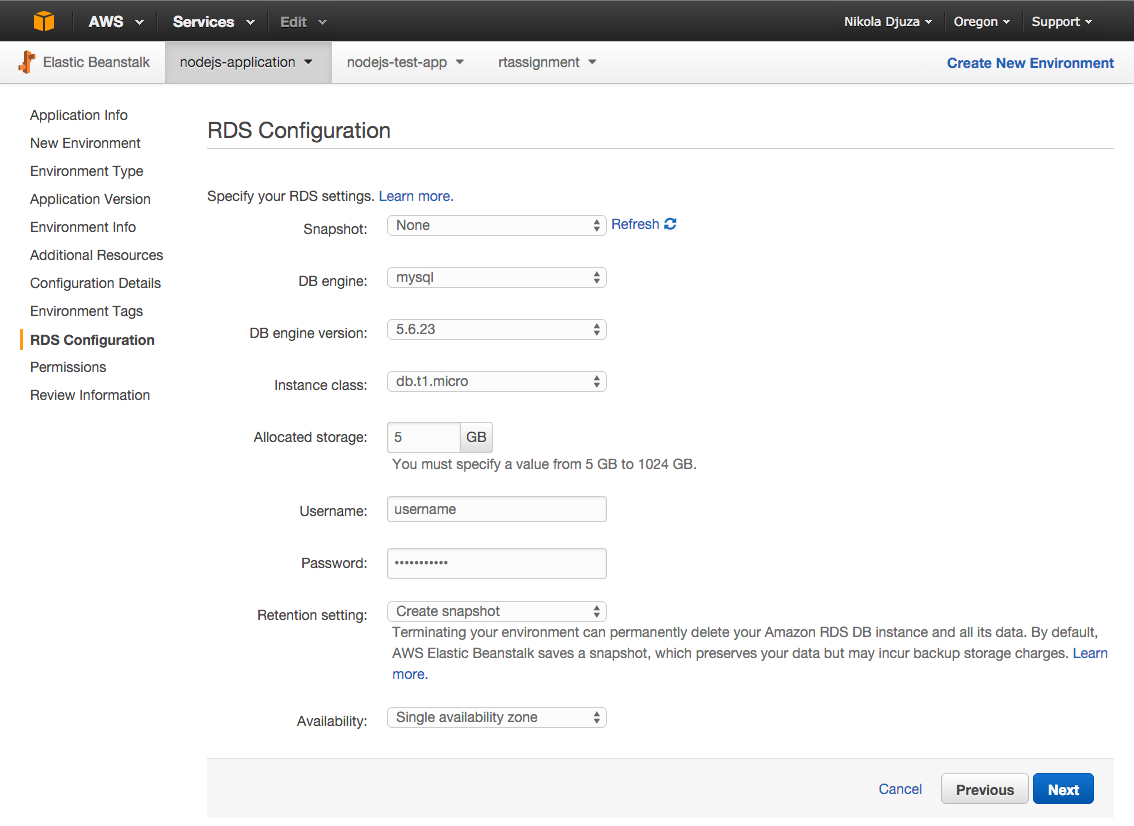 AWS Services Edit Nikola Djuza Oregon Support
Elastic Beanstalk nodejs-application nodejs-test-app rtassignment Create New Environment
Application Info
New Environment
Environment Type
Application Version
Environment Info
Additional Resources
Configuration Details
Environment Tags
RDS Configuration
Permissions
Review Information
RDS Configuration
Specify your RDS settings. Learn more.
Snapshot: None Refresh
DB engine: mysql
DB engine version: 5.6.23
Instance class: db.t1.micro
Allocated storage: 5 GB
You must specify a value from 5 GB to 1024 GB.
Username: username
Password: •••••••••••
Retention setting: Create snapshot
Terminating your environment can permanently delete your Amazon RDS DB instance and all its data. By default,
AWS Elastic Beanstalk saves a snapshot, which preserves your data but may incur backup storage charges. Learn
more.
Availability: Single availability zone
Cancel Previous Next